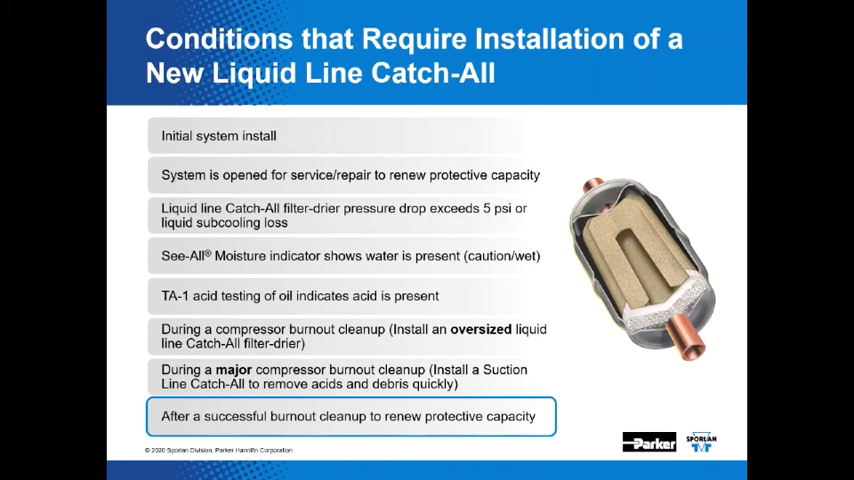 Conditions that Require Installation of a
New Liquid Line Catch-All
Initial system install
System is opened for service/repair to renew protective capacity
Liquid line Catch-All filter-drier pressure drop exceeds 5 psi or
liquid subcooling loss
See-All® Moisture indicator shows water is present (caution/wet)
TA-1 acid testing of oil indicates acid is present
During a compressor burnout cleanup (Install an oversized liquid
line Catch-All filter-drier)
During a major compressor burnout cleanup (Install a Suction
Line Catch-All to remove acids and debris quickly)
After a successful burnout cleanup to renew protective capacity
© 2020 Sporlan Division, Parker Hannifin Corporation
Parker
SPORLAN